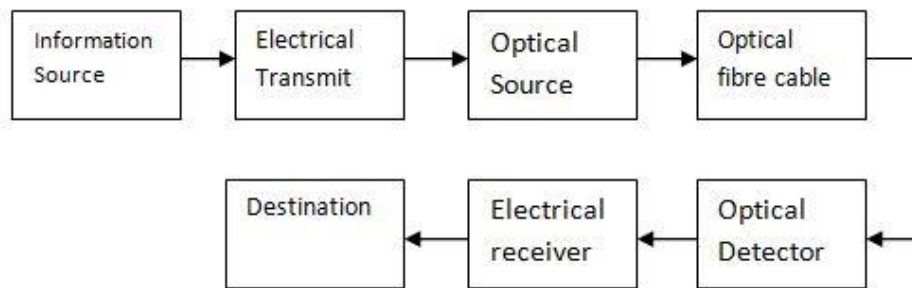 Information
Source
Electrical
Transmit
Optical
Source
Optical
fibre cable
Destination
Electrical
receiver
Optical
Detector